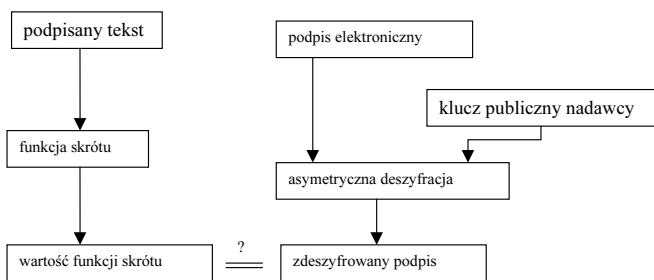 podpisany tekst
podpis elektroniczny
klucz publiczny nadawcy
funkcja skrótu
asymetryczna deszyfracja
?
wartość funkcji skrótu
zdeszyfrowany podpis